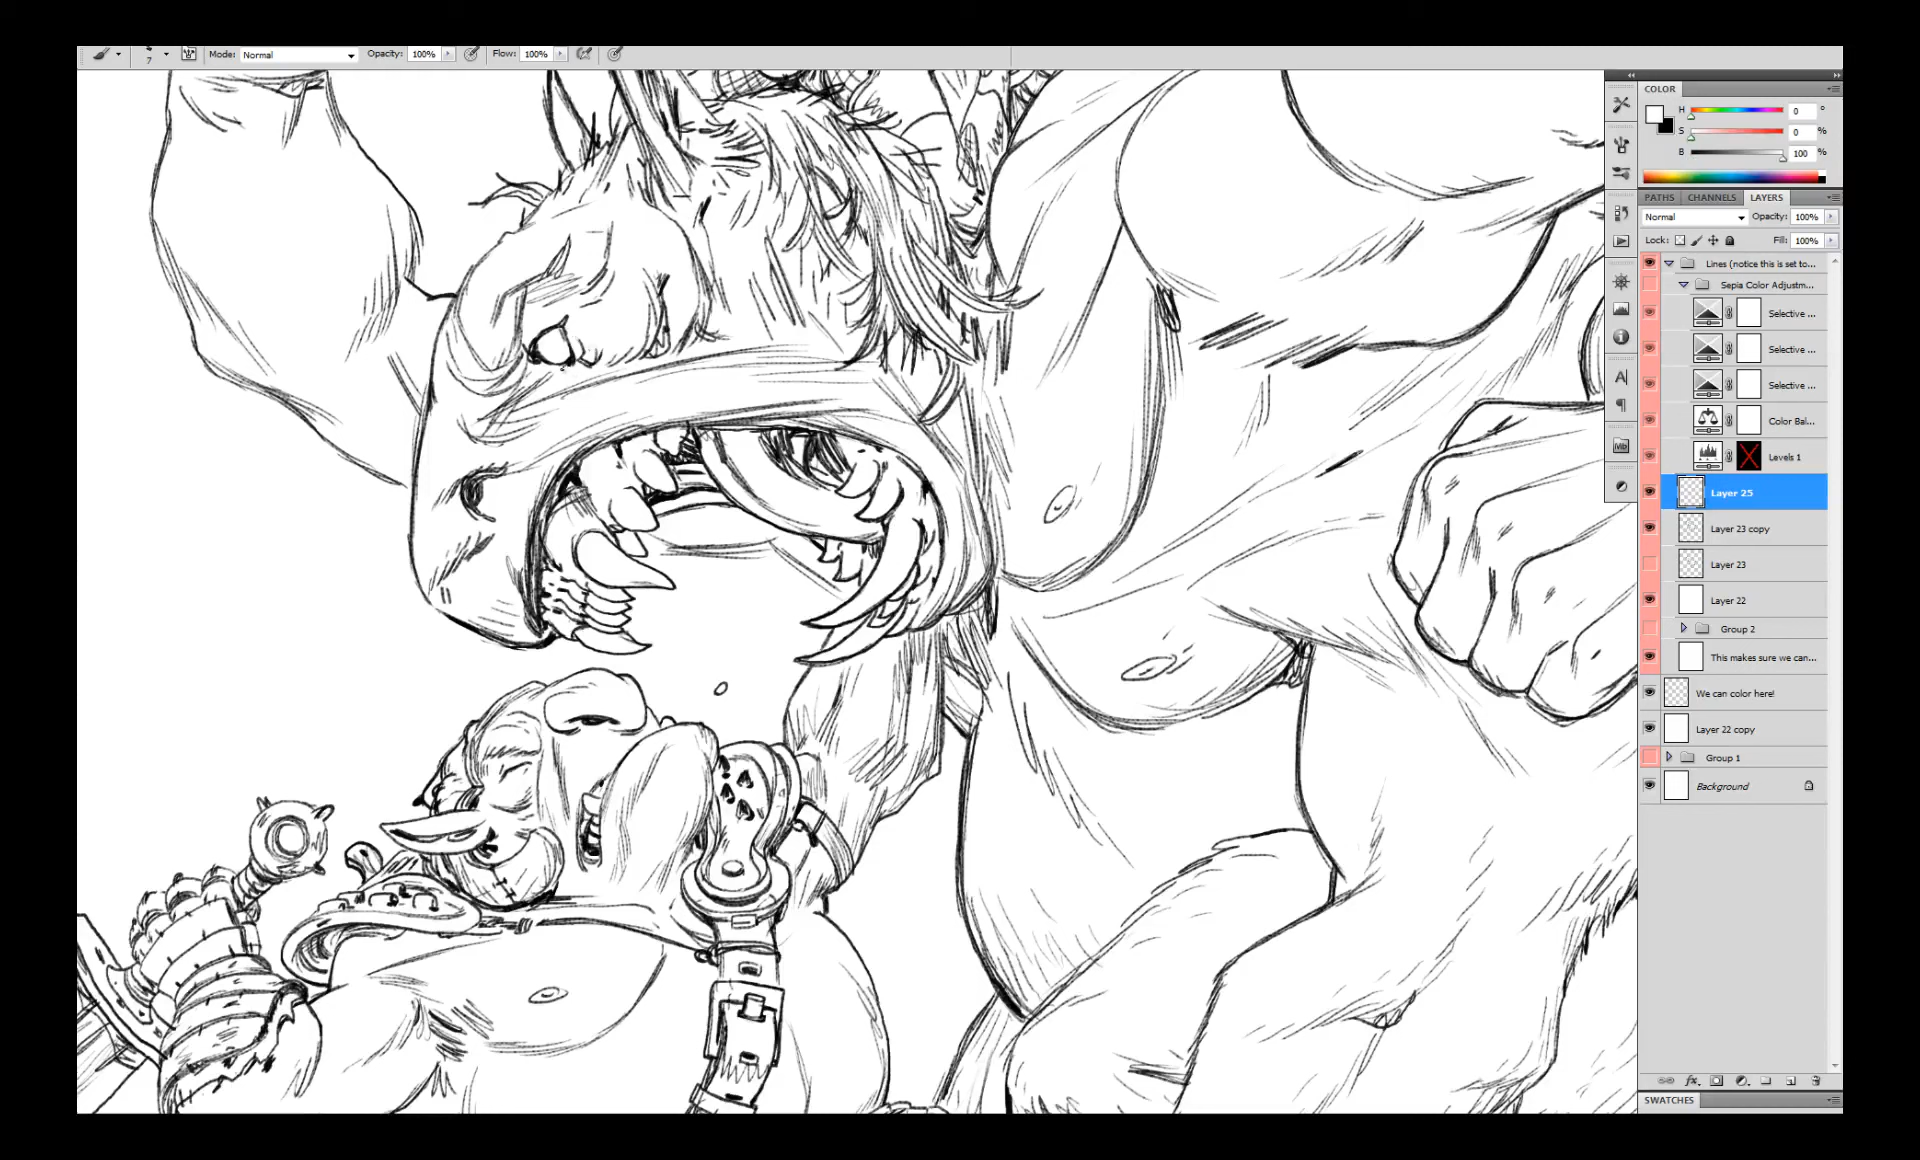 7 Mode: Normal Opacity: 100% Flow: 100%
COLOR
H 0 °
S 0 %
B 100 %
PATHS CHANNELS LAYERS
Normal Opacity: 100%
Lock: Fill: 100%
Lines (notice this is set to...
Sepia Color Adjustm...
Selective ...
Selective ...
Selective ...
Color Bal...
Levels 1
Layer 25
Layer 23 copy
Layer 23
Layer 22
Group 2
This makes sure we can...
We can color here!
Layer 22 copy
Group 1
Background
SWATCHES
A
Mb
fx